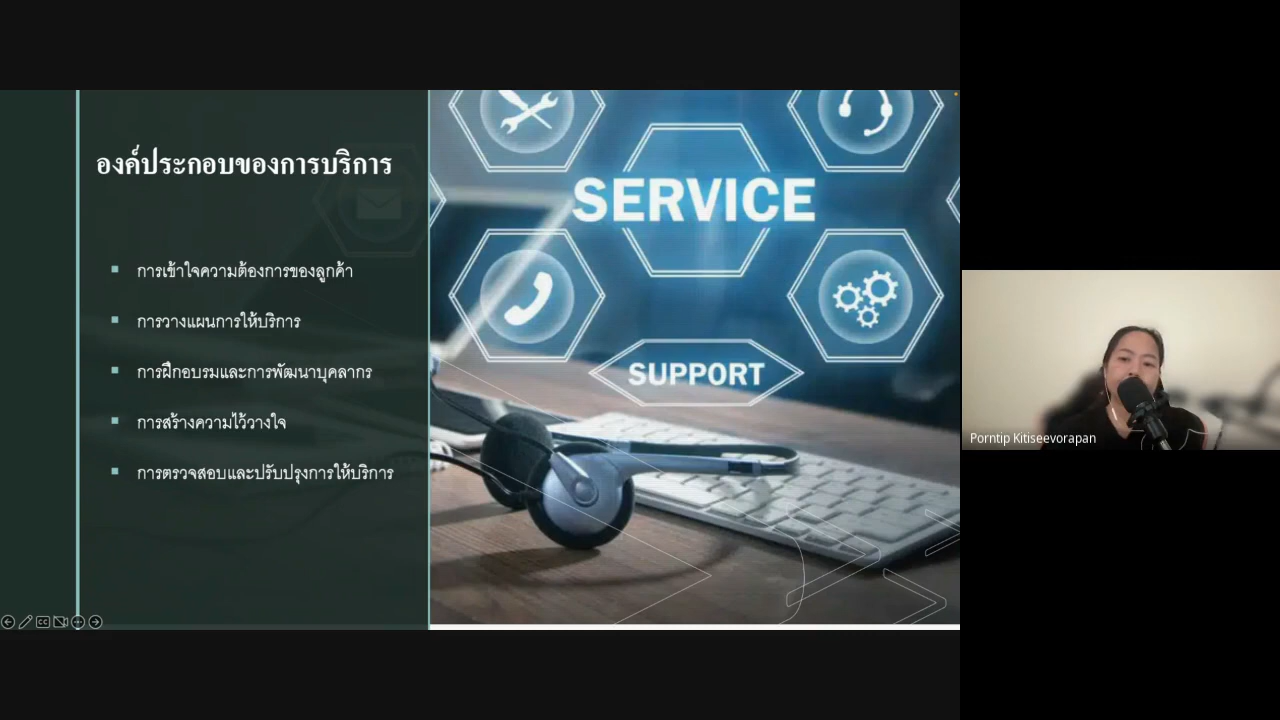 องค์ประกอบของการบริการ
การเข้าใจความต้องการของลูกค้า
การวางแผนการให้บริการ
การฝึกอบรมและการพัฒนาบุคลากร
การสร้างความไว้วางใจ
การตรวจสอบและปรับปรุงการให้บริการ
SERVICE
SUPPORT
Porntip Kitiseevorapan